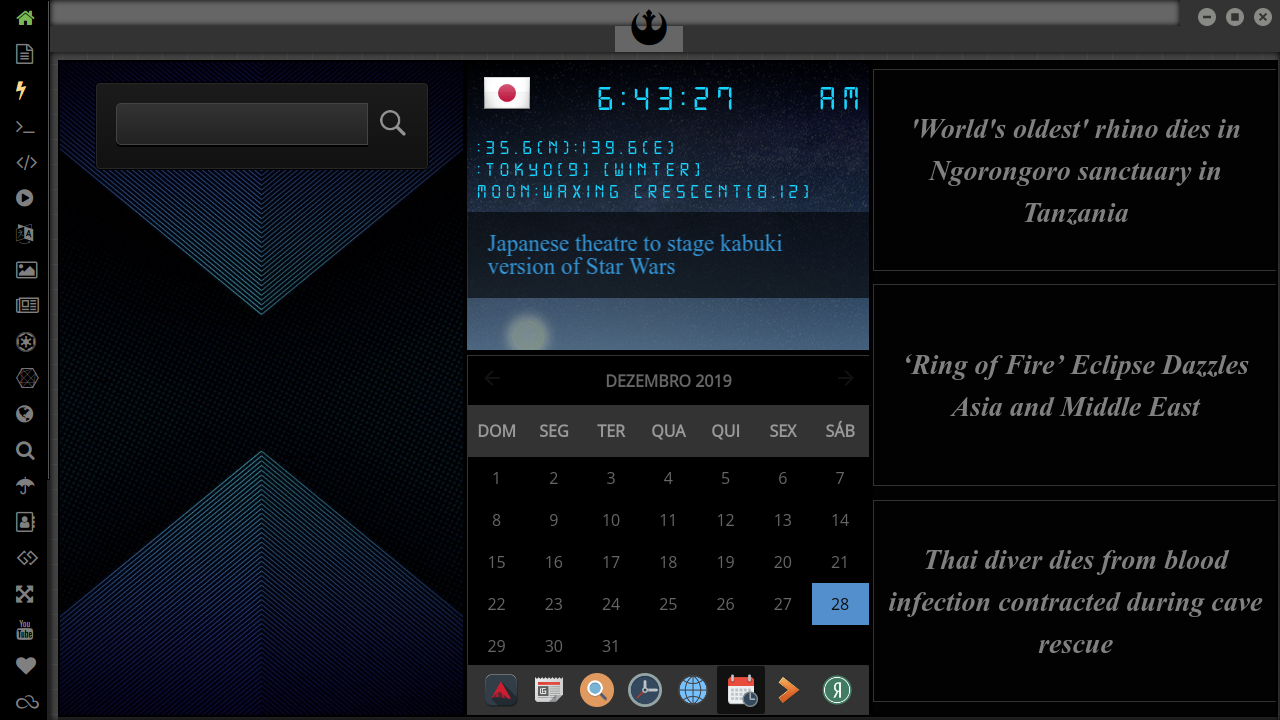 6:43:27 AM
:35.6(N):139.6(E)
:TOKYO(9) (WINTER)
MOON:WAXING CRESCENT(8.12)
Japanese theatre to stage kabuki
version of Star Wars
DEZEMBRO 2019
DOM SEG TER QUA QUI SEX SÁB
1 2 3 4 5 6 7
8 9 10 11 12 13 14
15 16 17 18 19 20 21
22 23 24 25 26 27 28
29 30 31
'World's oldest' rhino dies in
Ngorongoro sanctuary in
Tanzania
‘Ring of Fire’ Eclipse Dazzles
Asia and Middle East
Thai diver dies from blood
infection contracted during cave
rescue
You
Tube
Я